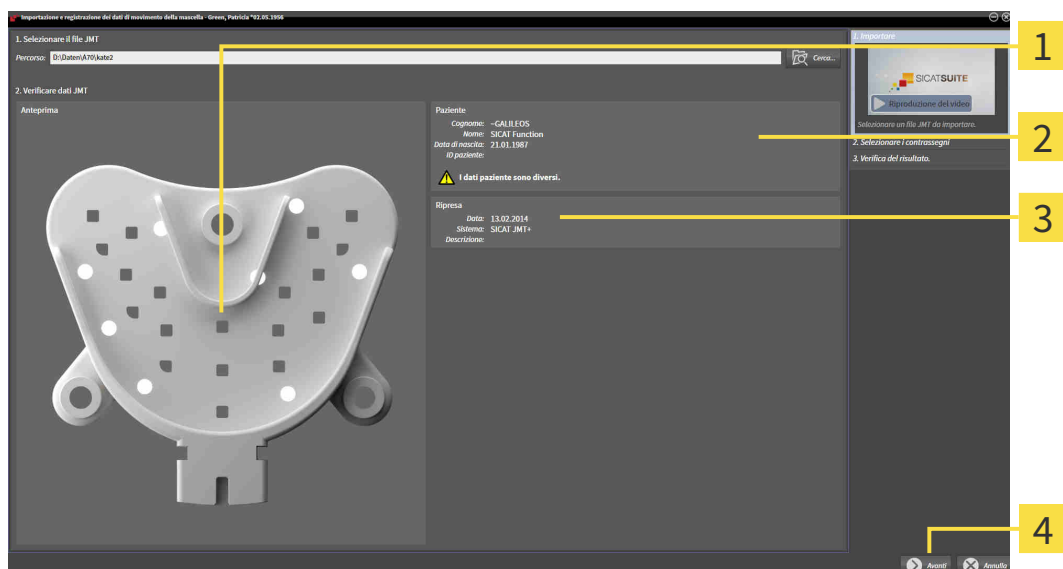 Importazione e registrazione dei dati di movimento della mascella - Green, Patricia *02.05.1956
1. Selezionare il file JMT
Percorso: D:\Daten\A70\kate2
Cerca...
2. Verificare dati JMT
Anteprima
Paziente
Cognome: ~GALILEOS
Nome: SICAT Function
Data di nascita: 21.01.1987
ID paziente:
I dati paziente sono diversi.
Ripresa
Data: 13.02.2014
Sistema: SICAT JMT+
Descrizione:
1. Importare
SICATSUITE
Riproduzione del video
Selezionare un file JMT da importare.
2. Selezionare i contrassegni
3. Verifica del risultato.
Avanti
Annulla
1
2
3
4